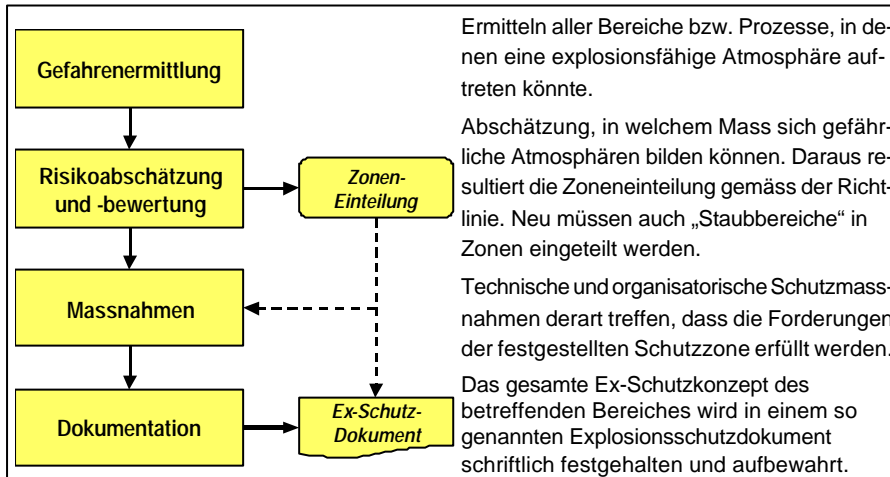 Gefahrenermittlung
Ermitteln aller Bereiche bzw. Prozesse, in de-
nen eine explosionsfähige Atmosphäre auf-
treten könnte.
Risikoabschätzung
und -bewertung
Zonen-
Einteilung
Abschätzung, in welchem Mass sich gefähr-
liche Atmosphären bilden können. Daraus re-
sultiert die Zoneneinteilung gemäss der Richt-
linie. Neu müssen auch „Staubbereiche“ in
Zonen eingeteilt werden.
Massnahmen
Technische und organisatorische Schutzmass-
nahmen derart treffen, dass die Forderungen
der festgestellten Schutzzone erfüllt werden.
Dokumentation
Ex-Schutz-
Dokument
Das gesamte Ex-Schutzkonzept des
betreffenden Bereiches wird in einem so
genannten Explosionsschutzdokument
schriftlich festgehalten und aufbewahrt.